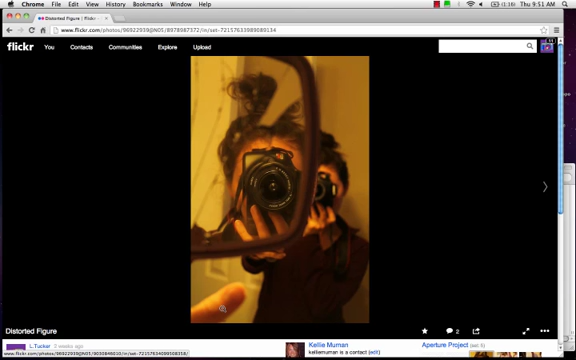 Chrome File Edit View History Bookmarks Window Help
(1:16) Thu 9:51 AM
Distorted Figure | Flickr -
flickr You Contacts Communities Explore Upload
Distorted Figure
2
L.Tucker 2 weeks ago
Kellie Muman
kelliemuman is a contact (edit)
Aperture Project (set 5)